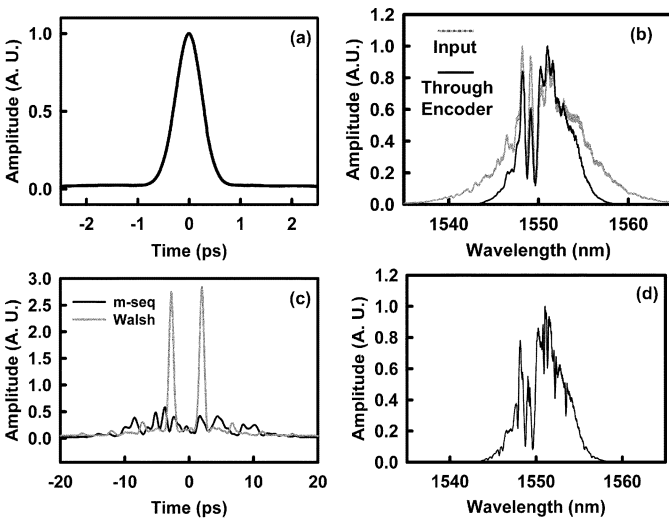 (a)
Amplitude (A. U.)
1.0
0.5
0.0
-2 -1 0 1 2
Time (ps)
(b)
Input
Through
Encoder
Amplitude (A.U.)
1.2
1.0
0.8
0.6
0.4
0.2
0.0
1540 1550 1560
Wavelength (nm)
(c)
m-seq
Walsh
Amplitude (A. U.)
3.0
2.5
2.0
1.5
1.0
0.5
0.0
-20 -10 0 10 20
Time (ps)
(d)
Amplitude (A. U.)
1.2
1.0
0.8
0.6
0.4
0.2
0.0
1540 1550 1560
Wavelength (nm)